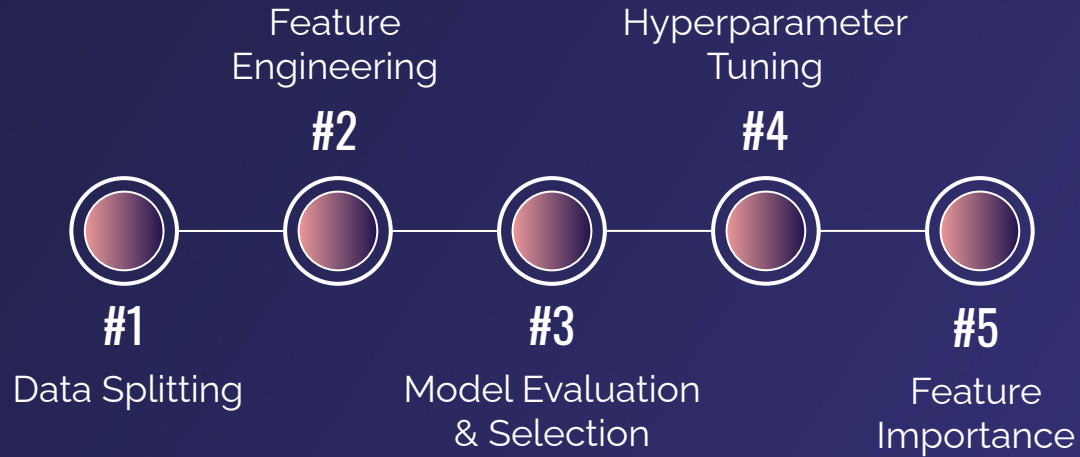 #1
Data Splitting
Feature
Engineering
#2
#3
Model Evaluation
& Selection
Hyperparameter
Tuning
#4
#5
Feature
Importance